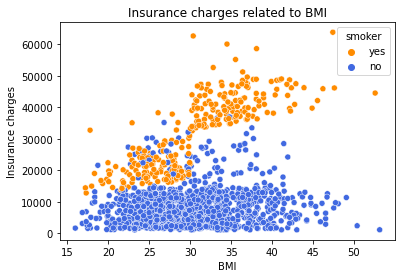 Insurance charges related to BMI
smoker
yes
no
Insurance charges
60000
50000
40000
30000
20000
10000
0
15 20 25 30 35 40 45 50
BMI